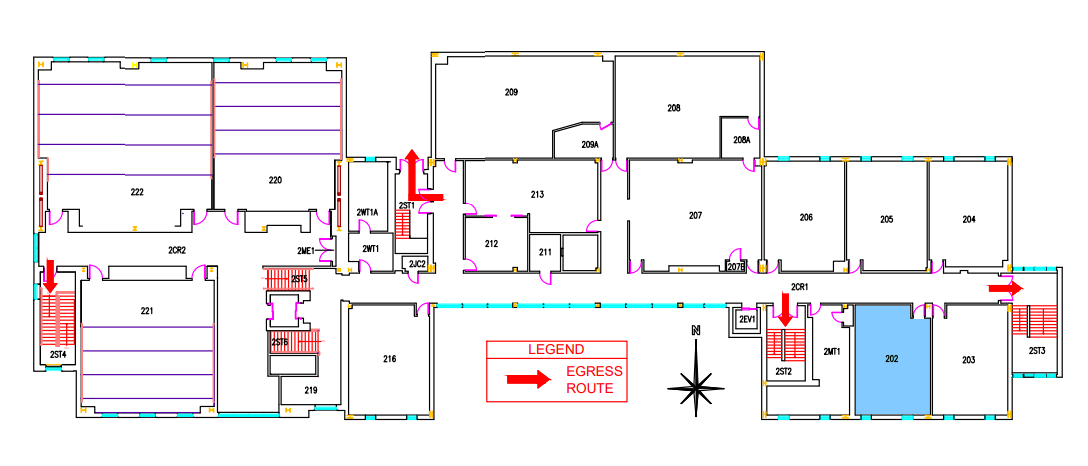 209
208
209A
208A
222
220
2WT1A
2ST1
213
207
206
205
204
2CR2
2ME1
2WT1
2JC2
212
211
207B
2ST5
2CR1
221
2ST6
2ST4
216
219
2EV1
N
LEGEND
EGRESS
ROUTE
2ST2
2MT1
202
203
2ST3